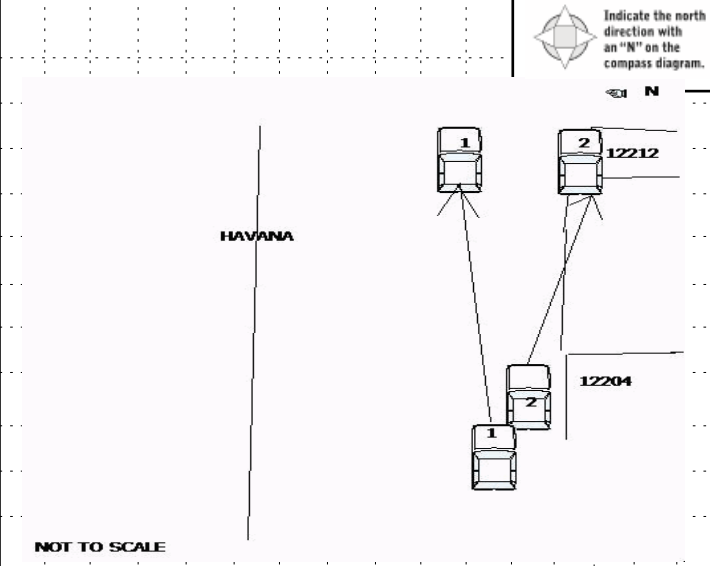 Indicate the north
direction with
an "N" on the
compass diagram.
N
1
2
12212
HAVANA
12204
2
1
NOT TO SCALE